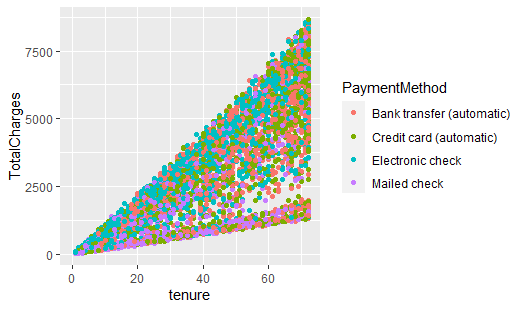 TotalCharges
7500
5000
2500
0
0
20
40
60
tenure
PaymentMethod
Bank transfer (automatic)
Credit card (automatic)
Electronic check
Mailed check